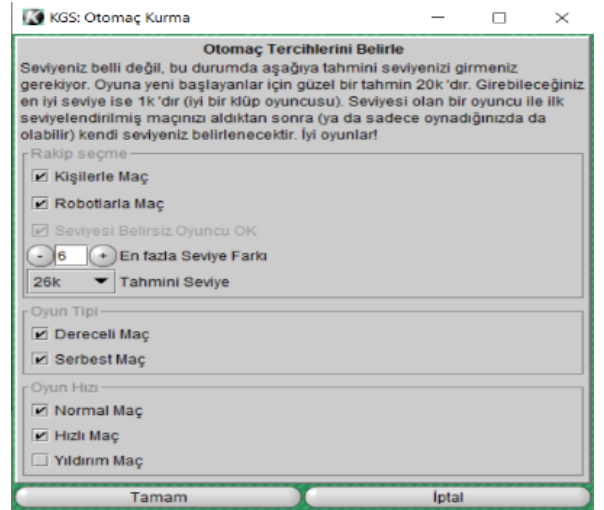 KGS: Otomaç Kurma
Otomaç Tercihlerini Belirle
Seviyeniz belli değil, bu durumda aşağıya tahmini seviyenizi girmeniz
gerekiyor. Oyuna yeni başlayanlar için güzel bir tahmin 20k 'dır. Girebileceğiniz
en iyi seviye ise 1k 'dır (iyi bir klüp oyuncusu). Seviyesi olan bir oyuncu ile ilk
seviyelendirilmiş maçınızı aldıktan sonra (ya da sadece oynadığınızda da
olabilir) kendi seviyeniz belirlenecektir. İyi oyunlar!
Rakip seçme
Kişilerle Maç
Robotlarla Maç
Seviyesi Belirsiz Oyuncu OK
- 6 + En fazla Seviye Farkı
26k Tahmini Seviye
Oyun Tipi
Dereceli Maç
Serbest Maç
Oyun Hızı
Normal Maç
Hızlı Maç
Yıldırım Maç
Tamam İptal